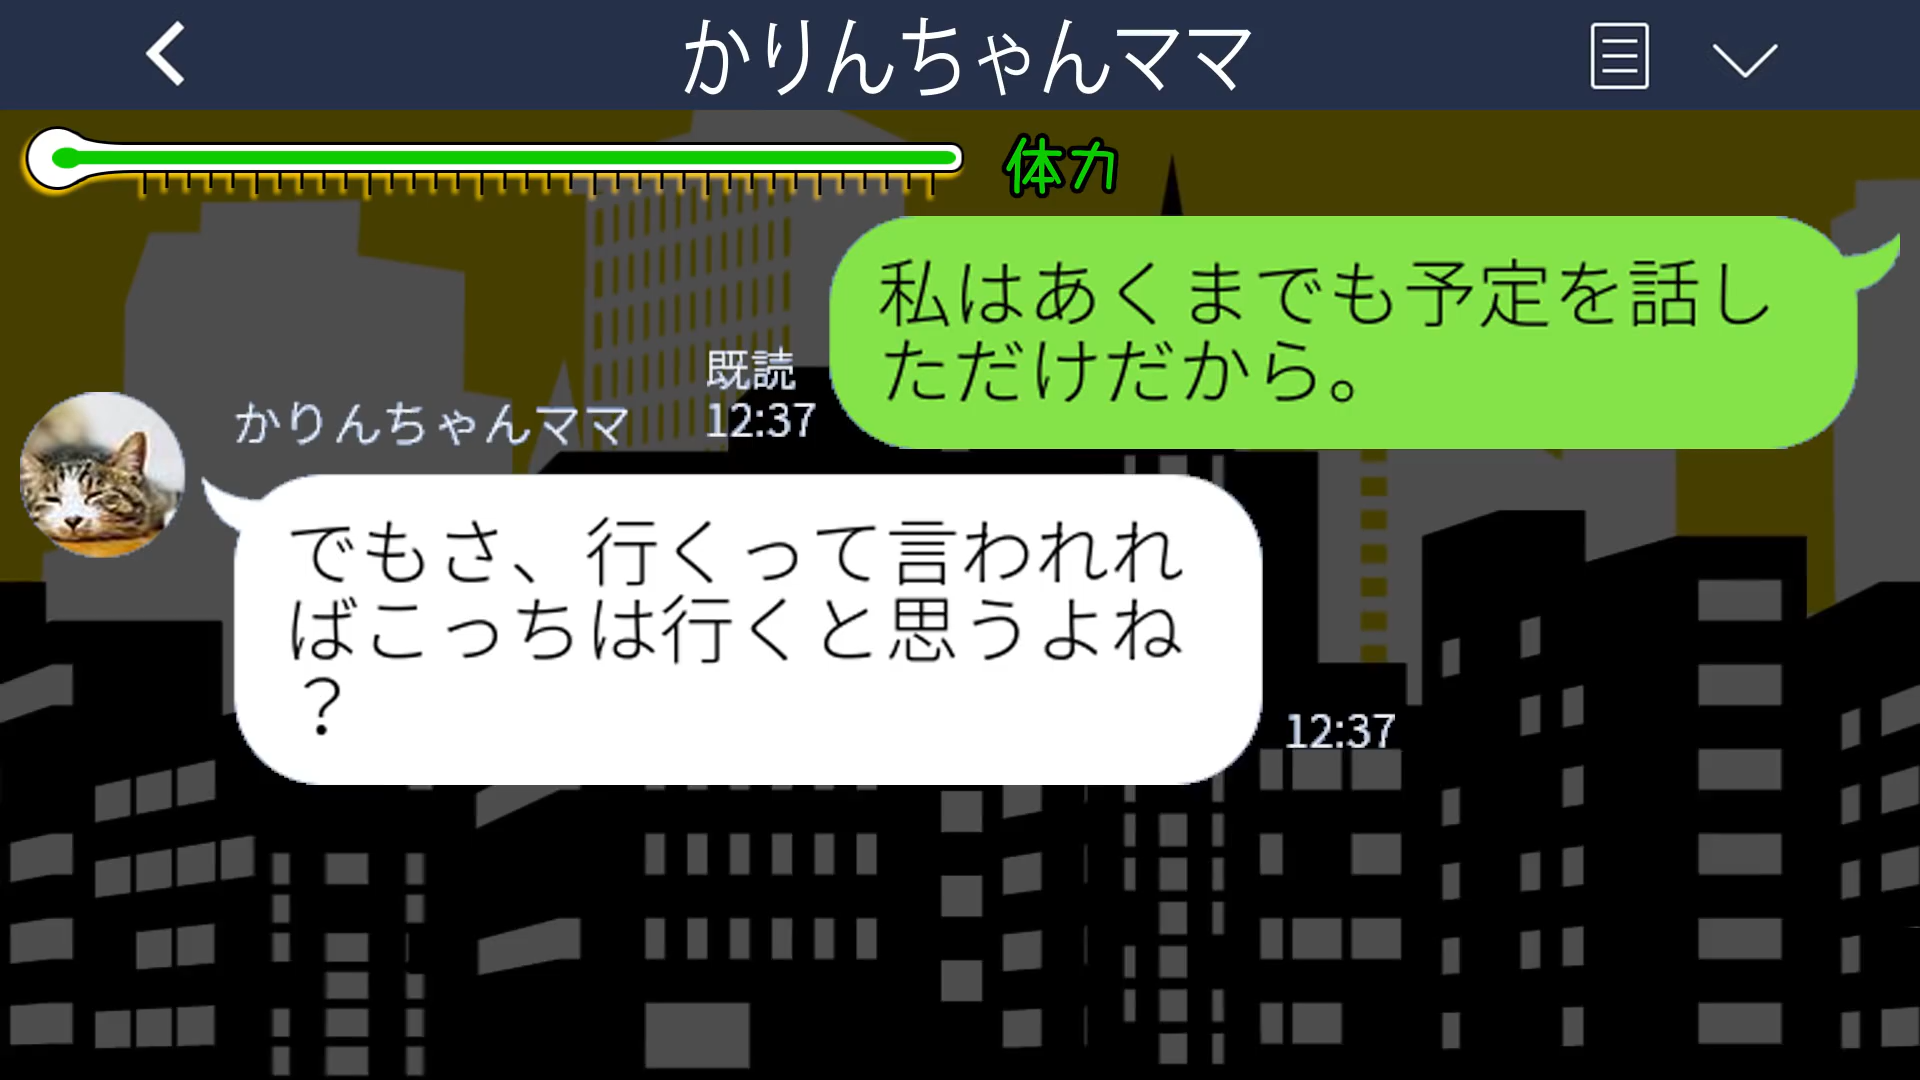 かりんちゃんママ
体力
私はあくまでも予定を話し
ただけだから。
既読
12:37
かりんちゃんママ
でもさ、行くって言われれ
ばこっちは行くと思うよね
？
12:37